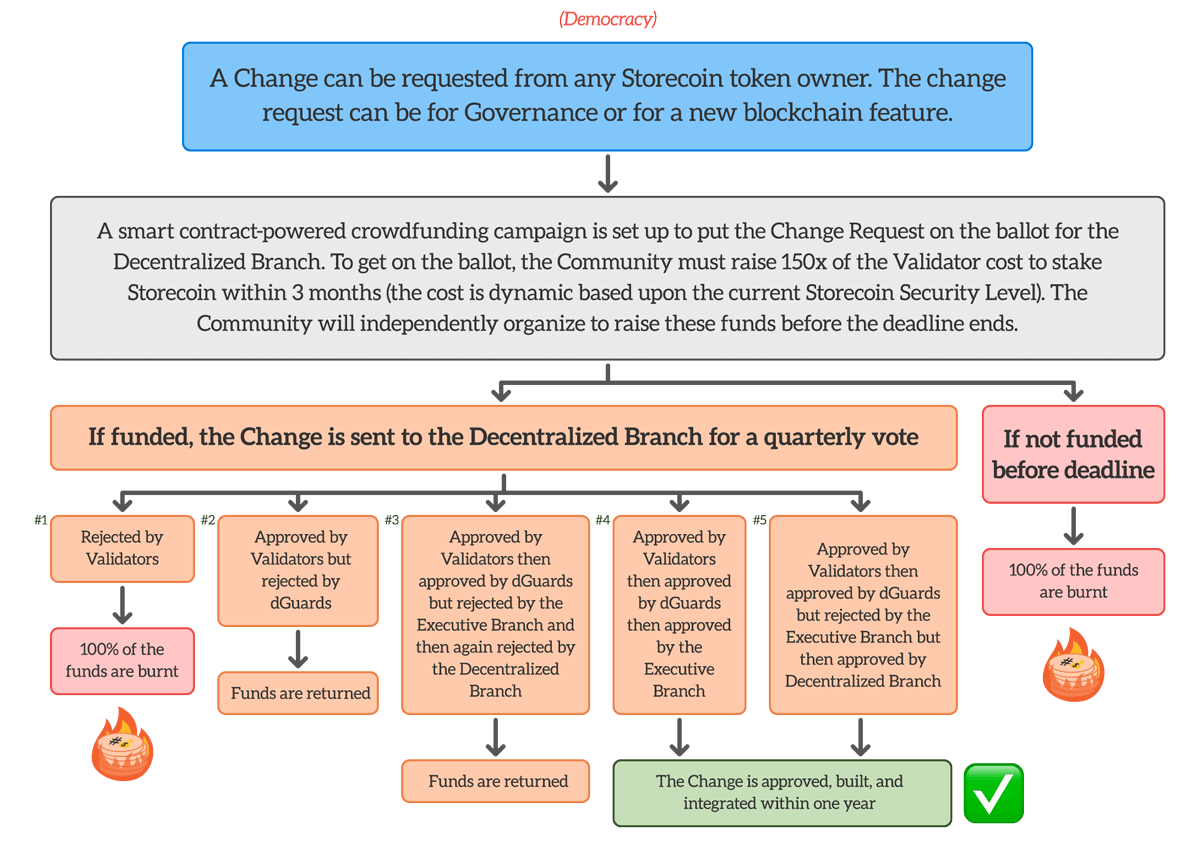 (Democracy)
A Change can be requested from any Storecoin token owner. The change
request can be for Governance or for a new blockchain feature.
A smart contract-powered crowdfunding campaign is set up to put the Change Request on the ballot for the
Decentralized Branch. To get on the ballot, the Community must raise 150x of the Validator cost to stake
Storecoin within 3 months (the cost is dynamic based upon the current Storecoin Security Level). The
Community will independently organize to raise these funds before the deadline ends.
If funded, the Change is sent to the Decentralized Branch for a quarterly vote
If not funded
before deadline
#1
Rejected by
Validators
100% of the
funds are burnt
#2
Approved by
Validators but
rejected by
dGuards
Funds are returned
#3
Approved by
Validators then
approved by dGuards
but rejected by the
Executive Branch and
then again rejected by
the Decentralized
Branch
Funds are returned
#4
Approved by
Validators
then approved
by dGuards
then approved
by the
Executive
Branch
#5
Approved by
Validators then
approved by dGuards
but rejected by the
Executive Branch but
then approved by
Decentralized Branch
The Change is approved, built, and
integrated within one year
100% of the funds
are burnt